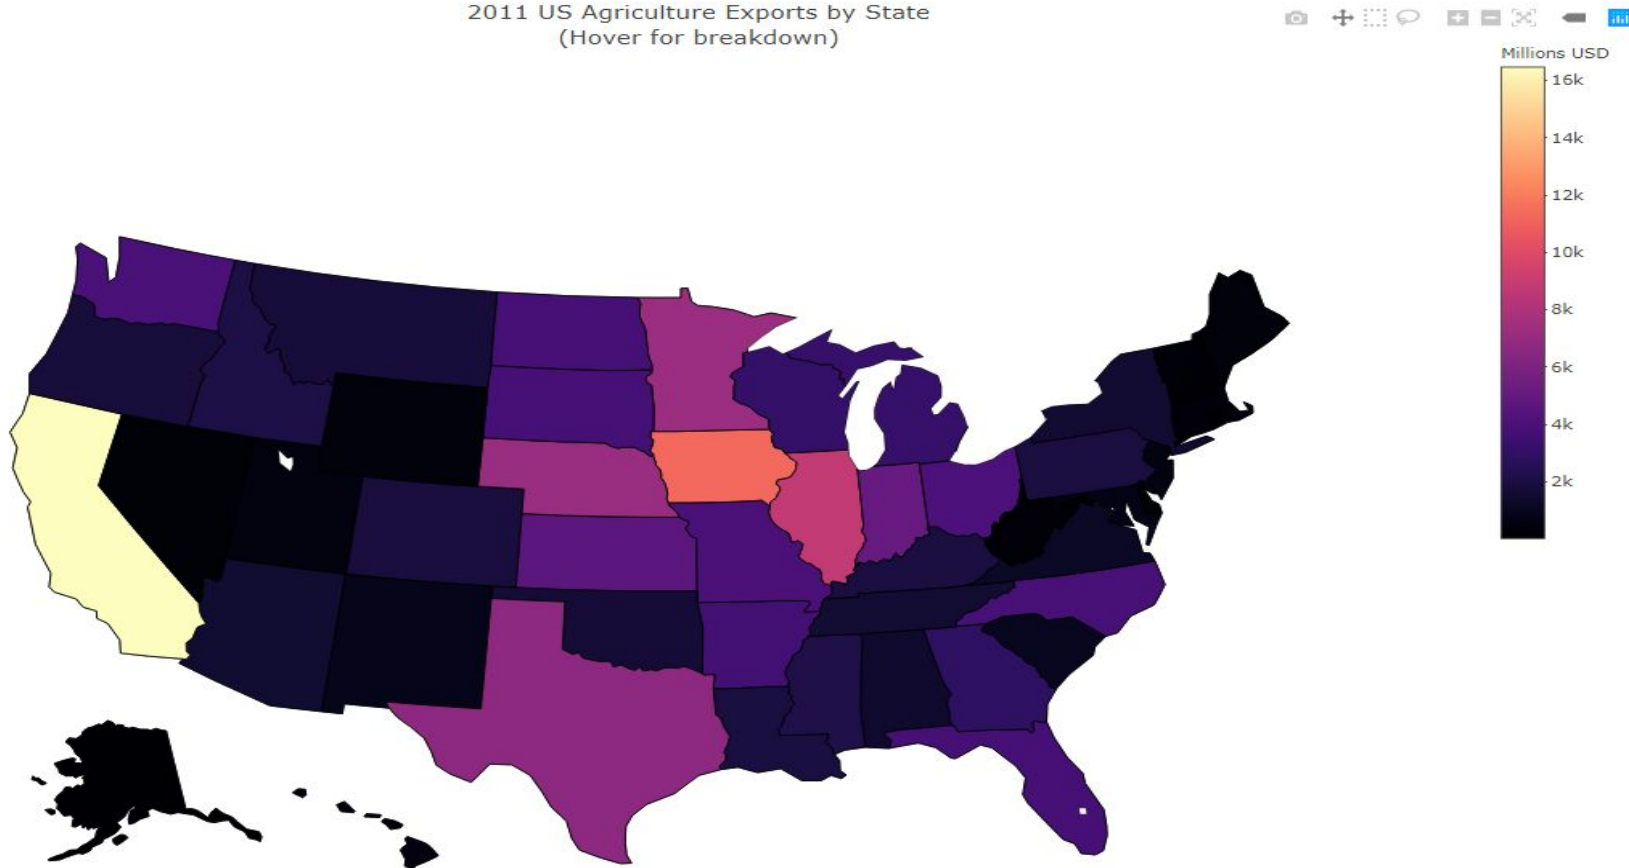 2011 US Agriculture Exports by State
(Hover for breakdown)
Millions USD
16k
14k
12k
10k
8k
6k
4k
2k